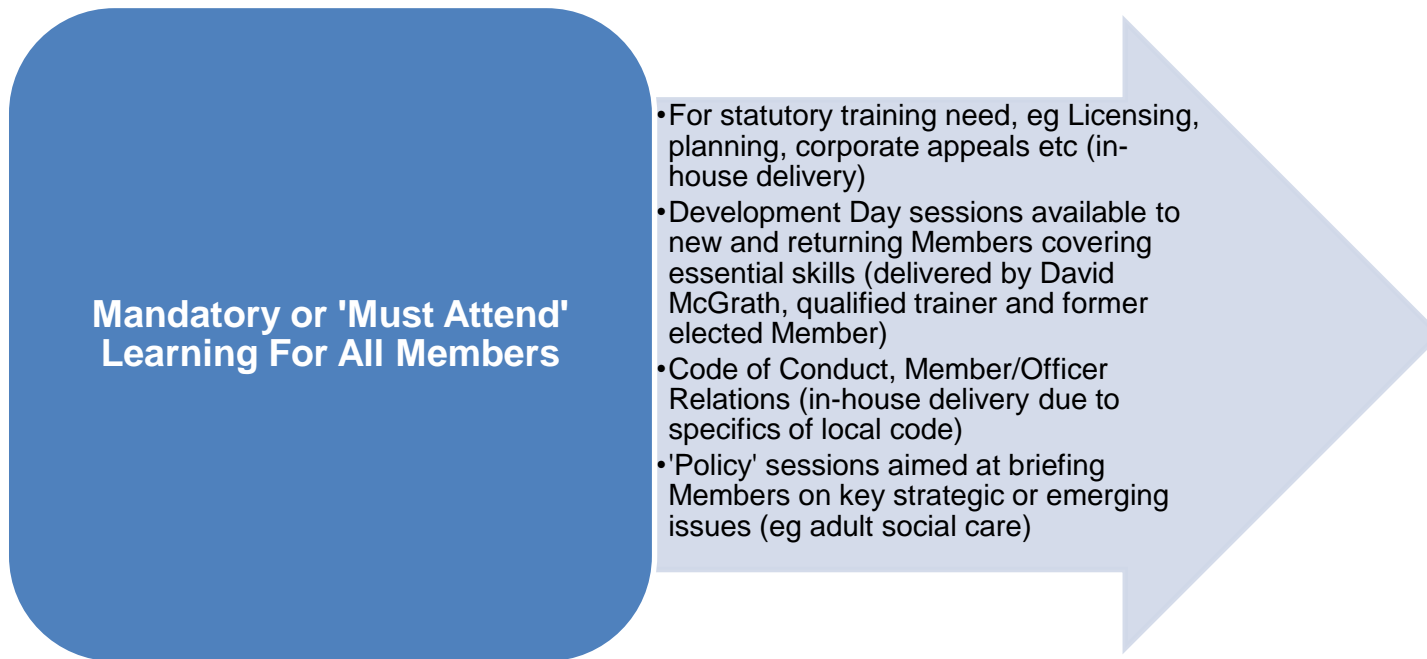 Mandatory or 'Must Attend'
Learning For All Members
•For statutory training need, eg Licensing,
planning, corporate appeals etc (in-
house delivery)
•Development Day sessions available to
new and returning Members covering
essential skills (delivered by David
McGrath, qualified trainer and former
elected Member)
•Code of Conduct, Member/Officer
Relations (in-house delivery due to
specifics of local code)
•'Policy' sessions aimed at briefing
Members on key strategic or emerging
issues (eg adult social care)